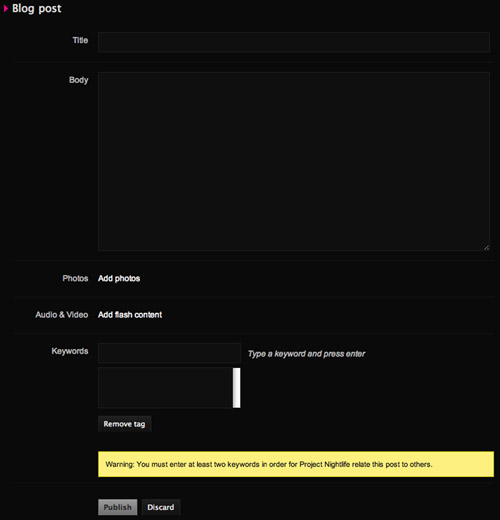 Blog post
Title
Body
Photos Add photos
Audio & Video Add flash content
Keywords Type a keyword and press enter
Remove tag
Warning: You must enter at least two keywords in order for Project Nightlife relate this post to others.
Publish Discard